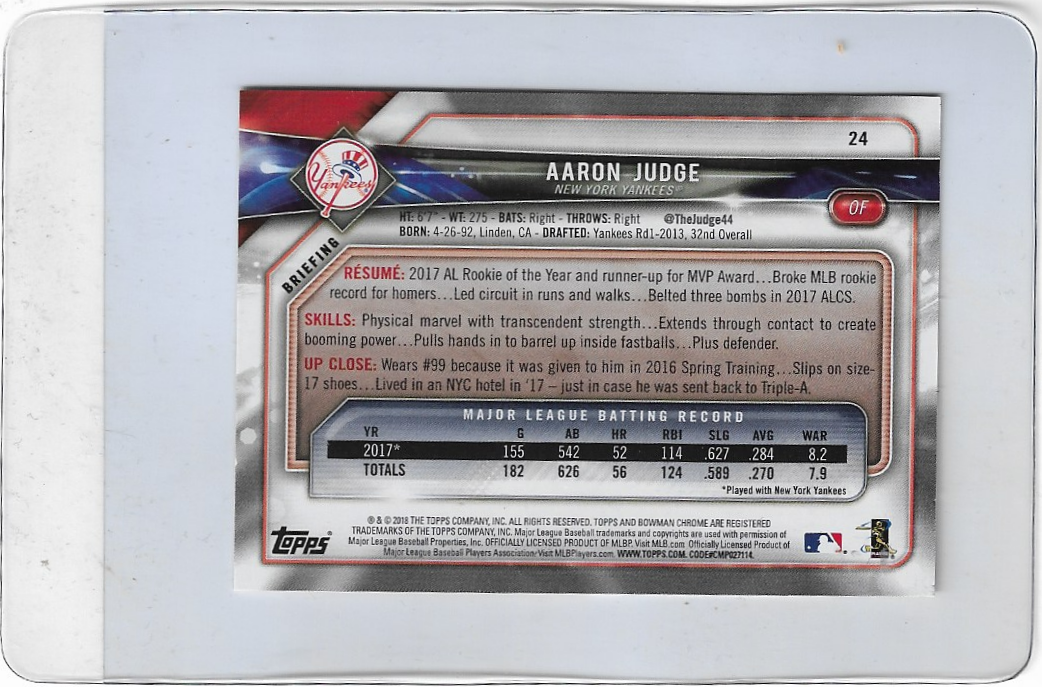 24
Yankees
AARON JUDGE
NEW YORK YANKEES®
OF
HT: 6'7" - WT: 275 - BATS: Right - THROWS: Right @TheJudge44
BORN: 4-26-92, Linden, CA - DRAFTED: Yankees Rd1-2013, 32nd Overall
BRIEFING
RÉSUMÉ: 2017 AL Rookie of the Year and runner-up for MVP Award...Broke MLB rookie
record for homers...Led circuit in runs and walks...Belted three bombs in 2017 ALCS.
SKILLS: Physical marvel with transcendent strength...Extends through contact to create
booming power...Pulls hands in to barrel up inside fastballs...Plus defender.
UP CLOSE: Wears #99 because it was given to him in 2016 Spring Training...Slips on size-
17 shoes...Lived in an NYC hotel in '17 – just in case he was sent back to Triple-A.
MAJOR LEAGUE BATTING RECORD
YR G AB HR RBI SLG AVG WAR
2017* 155 542 52 114 .627 .284 8.2
TOTALS 182 626 56 124 .589 .270 7.9
*Played with New York Yankees
Topps®
® & © 2018 THE TOPPS COMPANY, INC. ALL RIGHTS RESERVED. TOPPS AND BOWMAN CHROME ARE REGISTERED
TRADEMARKS OF THE TOPPS COMPANY, INC. Major League Baseball trademarks and copyrights are used with permission of
Major League Baseball Properties, Inc. OFFICIALLY LICENSED PRODUCT OF MLBP. Visit MLB.com Officially Licensed Product of
Major League Baseball Players Association-Visit MLBPlayers.com. WWW.TOPPS.COM. CODE#CMP027114